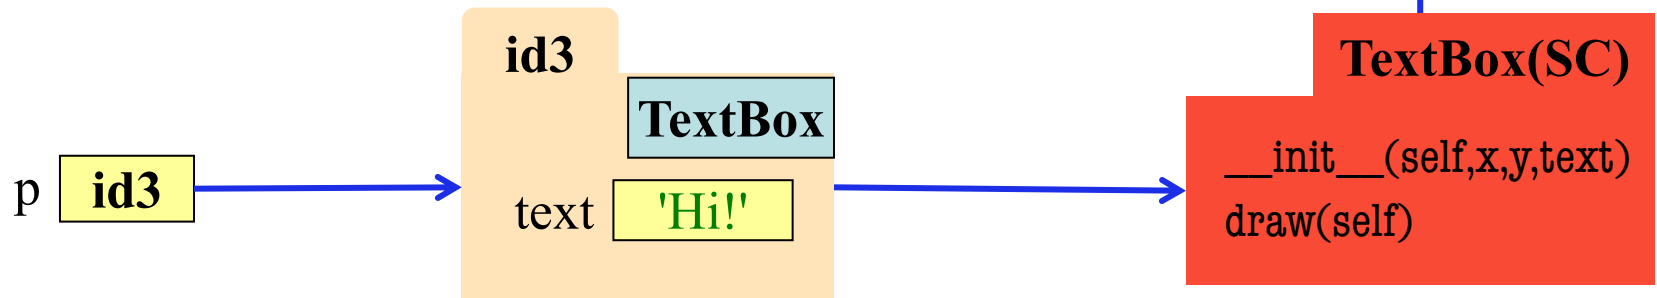 p
id3
id3
TextBox
text
'Hi!'
TextBox(SC)
__init__(self,x,y,text)
draw(self)